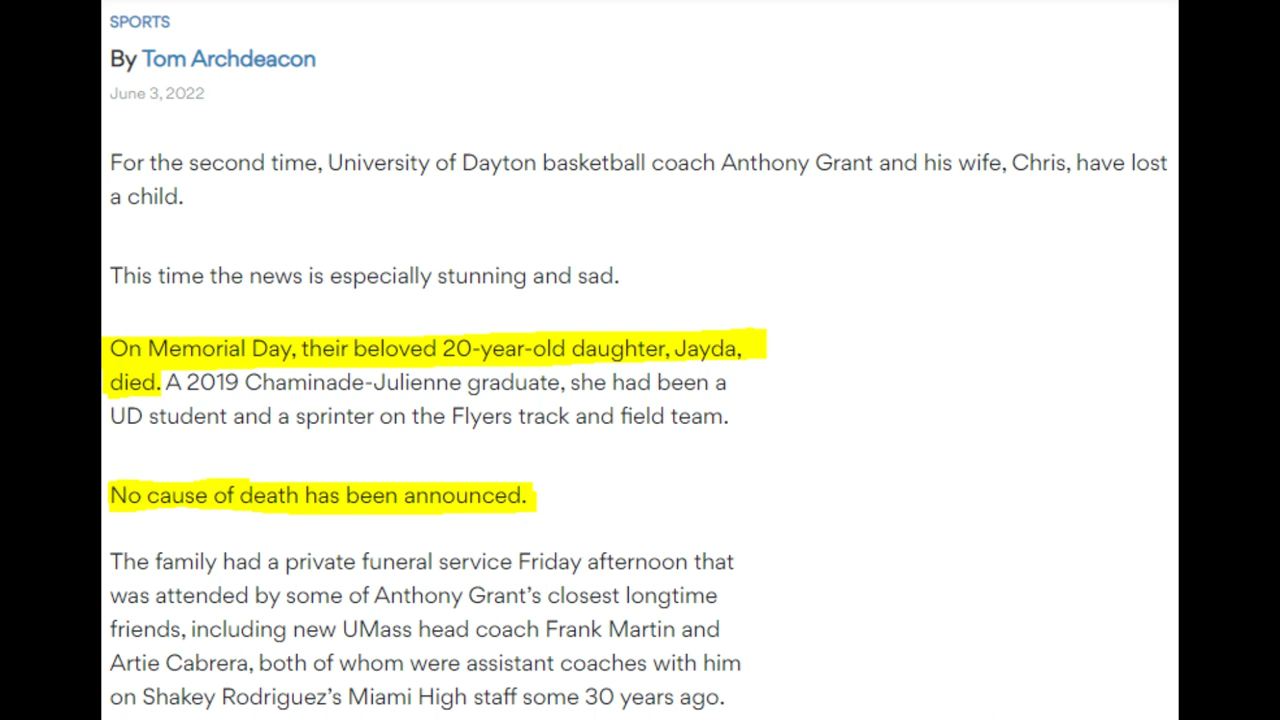 SPORTS
By Tom Archdeacon
June 3, 2022
For the second time, University of Dayton basketball coach Anthony Grant and his wife, Chris, have lost
a child.
This time the news is especially stunning and sad.
On Memorial Day, their beloved 20-year-old daughter, Jayda,
died. A 2019 Chaminade-Julienne graduate, she had been a
UD student and a sprinter on the Flyers track and field team.
No cause of death has been announced.
The family had a private funeral service Friday afternoon that
was attended by some of Anthony Grant’s closest longtime
friends, including new UMass head coach Frank Martin and
Artie Cabrera, both of whom were assistant coaches with him
on Shakey Rodriguez’s Miami High staff some 30 years ago.